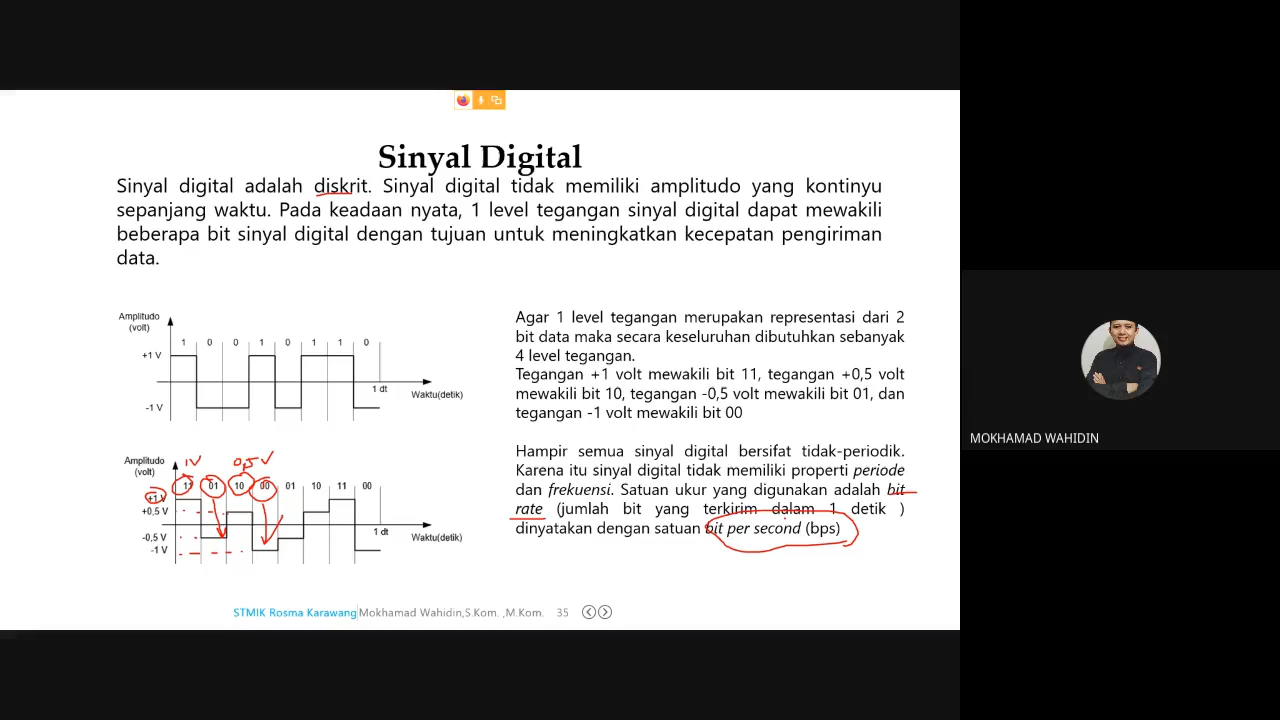 Sinyal Digital
Sinyal digital adalah diskrit. Sinyal digital tidak memiliki amplitudo yang kontinyu
sepanjang waktu. Pada keadaan nyata, 1 level tegangan sinyal digital dapat mewakili
beberapa bit sinyal digital dengan tujuan untuk meningkatkan kecepatan pengiriman
data.
Amplitudo
(volt)
1 0 0 1 0 1 1 0
+1 V
1 dt
Waktu(detik)
-1 V
Amplitudo
(volt)
1V 0,5 V
11 01 10 00 01 10 11 00
+1 V
+0,5 V
1 dt
-0,5 V
Waktu(detik)
-1 V
Agar 1 level tegangan merupakan representasi dari 2
bit data maka secara keseluruhan dibutuhkan sebanyak
4 level tegangan.
Tegangan +1 volt mewakili bit 11, tegangan +0,5 volt
mewakili bit 10, tegangan -0,5 volt mewakili bit 01, dan
tegangan -1 volt mewakili bit 00
Hampir semua sinyal digital bersifat tidak-periodik.
Karena itu sinyal digital tidak memiliki properti periode
dan frekuensi. Satuan ukur yang digunakan adalah bit
rate (jumlah bit yang terkirim dalam 1 detik )
dinyatakan dengan satuan bit per second (bps)
STMIK Rosma Karawang|Mokhamad Wahidin,S.Kom. ,M.Kom. 35
MOKHAMAD WAHIDIN